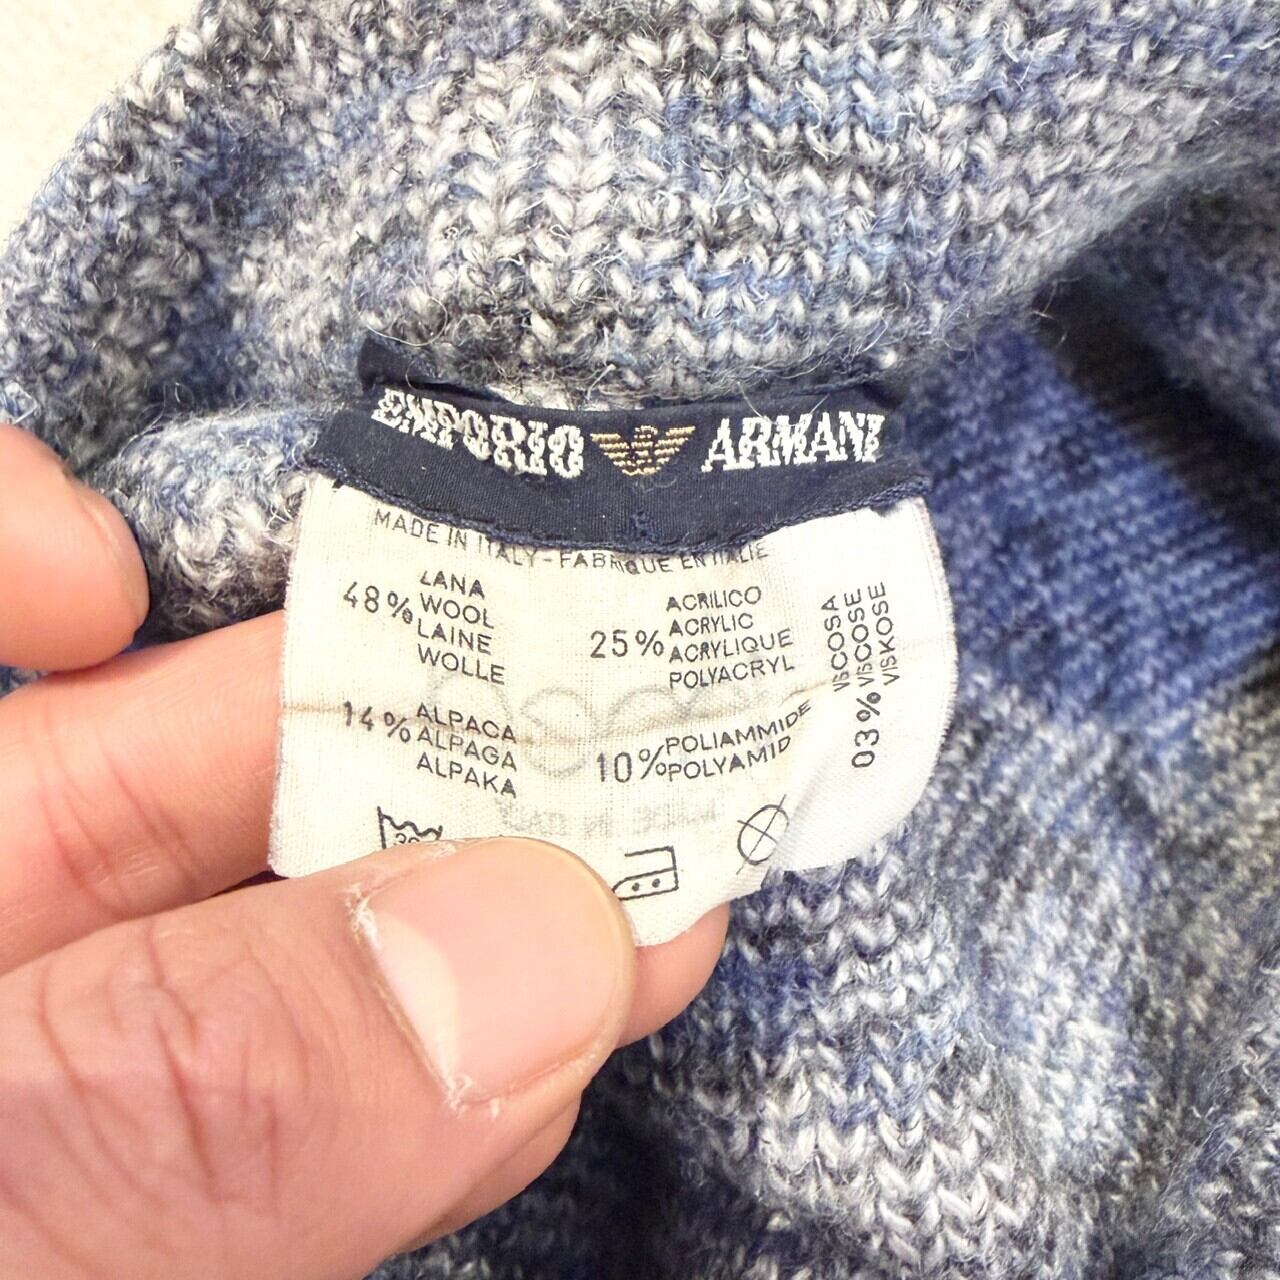 EMPORIO ARMANI
MADE IN ITALY - FABRIQUE EN ITALIE
48% LANA
WOOL
LAINE
WOLLE
25% ACRILICO
ACRYLIC
ACRYLIQUE
POLYACRYL
14% ALPACA
ALPAGA
ALPAKA
10% POLIAMMIDE
POLYAMID
03% VISCOSA
VISCOSE
VISKOSE
30